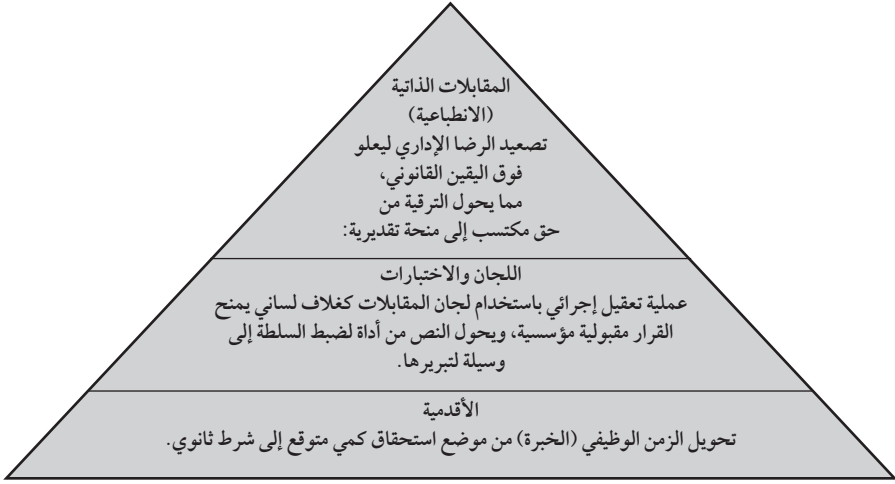 المقابلات الذاتية
(الانطباعية)
تصعيد الرضا الإداري ليعلو
فوق اليقين القانوني،
مما يحول الترقية من
حق مكتسب إلى منحة تقديرية:
اللجان والاختبارات
عملية تعقيل إجرائي باستخدام لجان المقابلات كغلاف لساني يمنح
القرار مقبولية مؤسسية، ويحول النص من أداة لضبط السلطة إلى
وسيلة لتبريرها.
الأقدمية
تحويل الزمن الوظيفي (الخبرة) من موضع استحقاق كمي متوقع إلى شرط ثانوي.